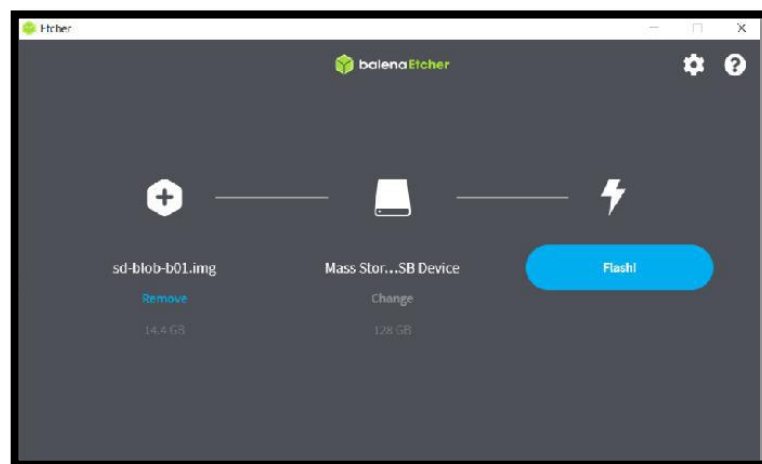 Etcher
balenaEtcher
sd-blob-b01.img
Mass Stor...SB Device
Flash!
Remove
Change
14.4 GB
128 GB